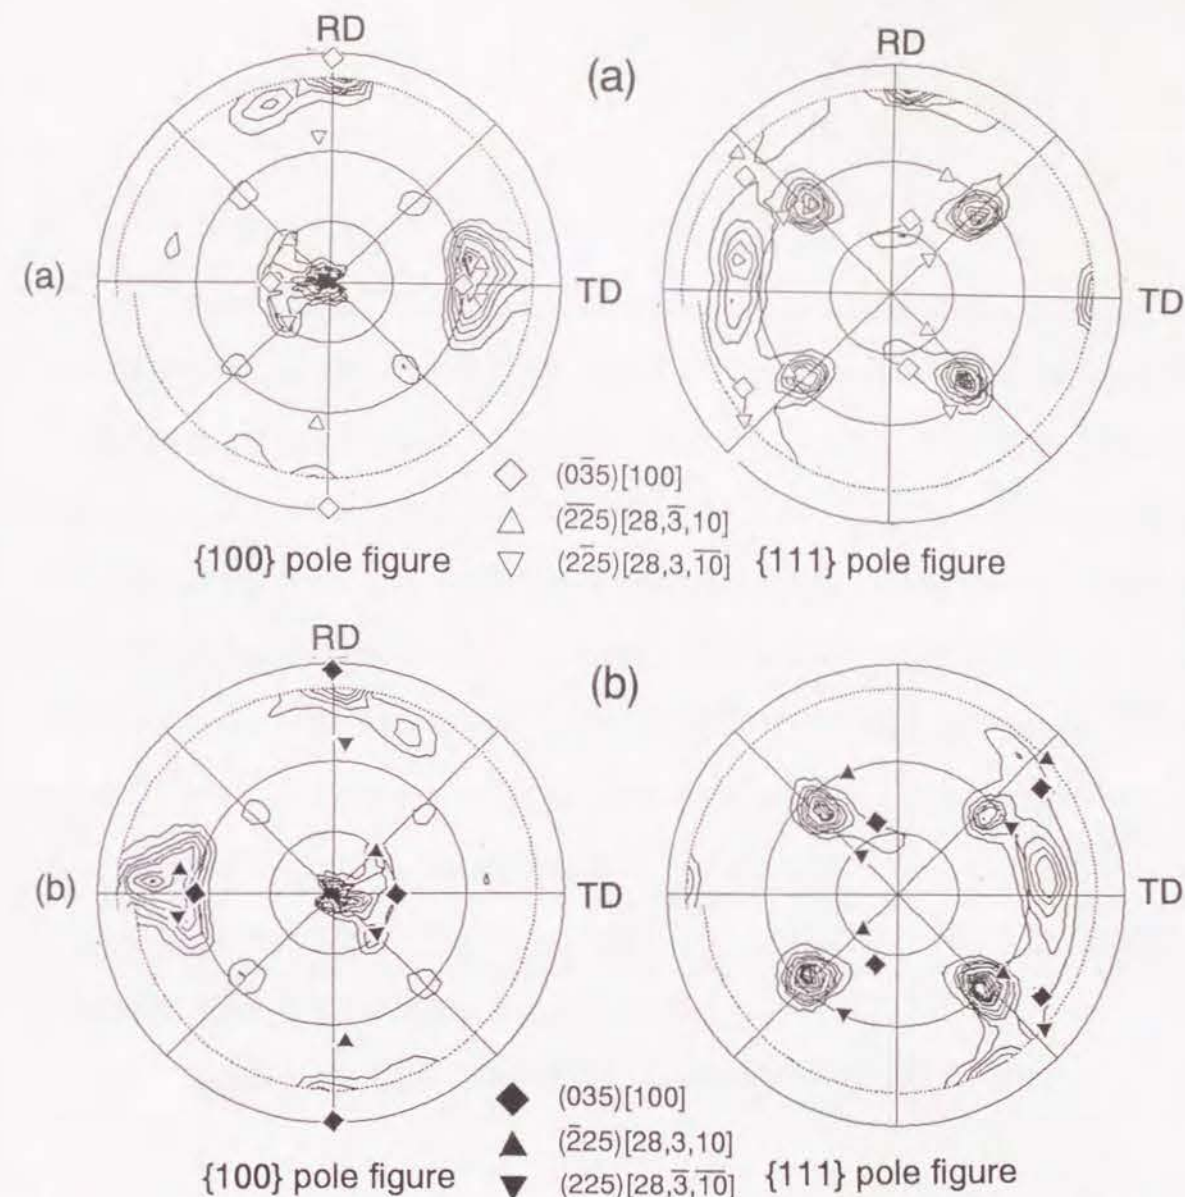 RD
RD
(a)
(a)
TD
TD
◇ (03̅5)[100]
△ (2̅2̅5)[28,3̅,10]
▽ (22̅5)[28,3,1̅0̅]
{100} pole figure
{111} pole figure
RD
(b)
(b)
TD
TD
◆ (035)[100]
▲ (2̅25)[28,3,10]
▼ (225)[28,3̅,1̅0̅]
{100} pole figure
{111} pole figure